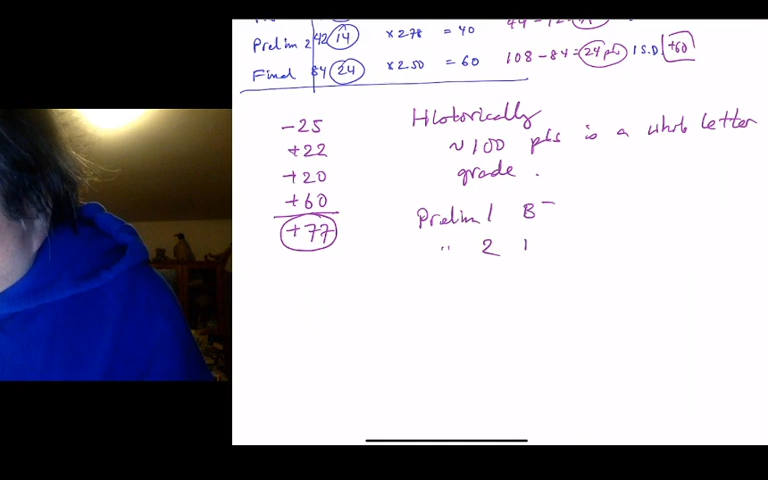 Prelim 2 42 14 × 2.78 = 40
Final 84 24 × 2.50 = 60 108 - 84 = 24 pts 1 S.D +60
-25
+22
+20
+60
+77
Historically
~ 100 pts is a whole letter
grade .
Prelim 1 B-
" 2 1